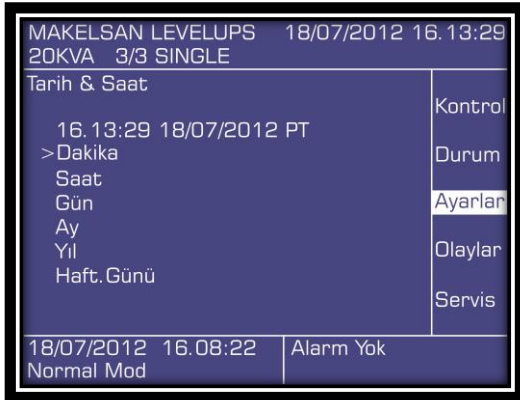 MAKELSAN LEVELUPS 18/07/2012 16.13:29
20KVA 3/3 SINGLE
Tarih & Saat
16.13:29 18/07/2012 PT
>Dakika
Saat
Gün
Ay
Yıl
Haft.Günü
Kontrol
Durum
Ayarlar
Olaylar
Servis
18/07/2012 16.08:22
Normal Mod
Alarm Yok